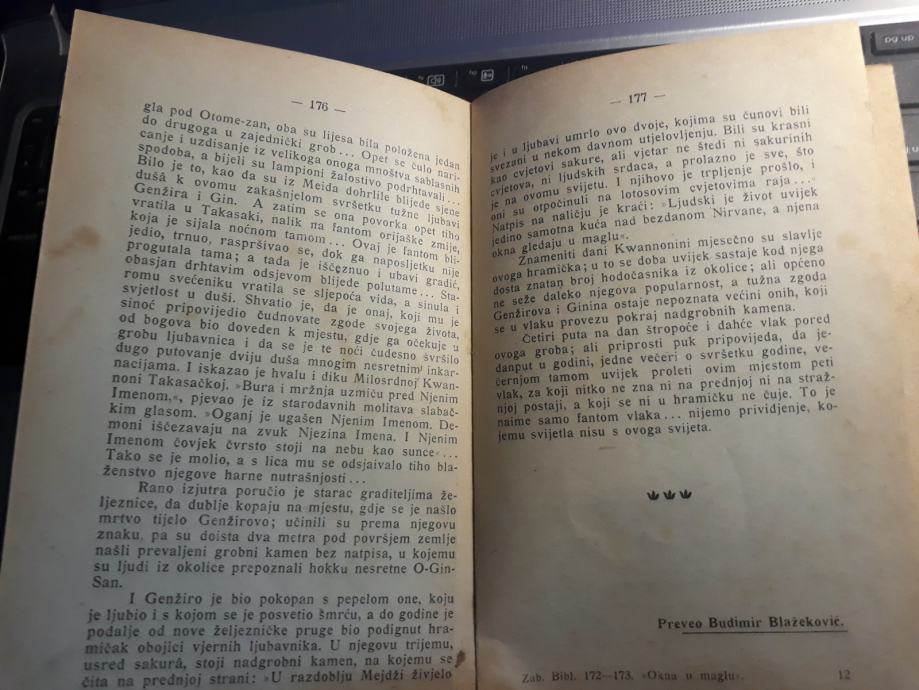 — 176 —
gla pod Otome-zan, oba su lijesa bila položena jedan
do drugoga u zajednički grob... Opet se čulo nari-
canje i uzdisanje iz velikoga onoga mnoštva sablasnih
spodoba, a bijeli su lampioni žalostivo podrhtavali...
Bilo je to, kao da su iz Meida dohrlile blijede sjene
dušâ k ovomu zakašnjelom svršetku tužne ljubavi
Genžira i Gin. A zatim se ona povorka opet tiho
vratila u Takasaki, nalik na fantom orijaške zmije,
koja je sijala noćnom tamom... Ovaj je fantom bli-
jedio, trnuo, raspršivao se, dok ga naposljetku nije
progutala tama; a tada je iščeznuo i ubavi gradić,
obasjan drhtavim odsjevom blijede polutame... Sta-
romu svećeniku vratila se sljepoća vida, a sinula i
svjetlost u duši. Shvatio je, da je onaj, koji mu je
sinoć pripovijedio čudnovate zgode svojega života,
od bogova bio doveden k mjestu, gdje ga očekuje u
grobu ljubavnica i da se je te noći čudesno svršilo
dugo putovanje dviju duša mnogim nesretnim inkar-
nacijama. I iskazao je hvalu i diku Milosrdnoj Kwan-
noni Takasačkoj. »Bura i mržnja uzmiču pred Njenim
Imenom,«, pjevao je iz starodavnih molitava slabač-
kim glasom. »Oganj je ugašen Njenim Imenom. De-
moni iščezavaju na zvuk Njezina Imena. I Njenim
Imenom čovjek čvrsto stoji na nebu kao sunce«...
Tako se je molio, a s lica mu se odsjaivalo tiho bla-
ženstvo njegove harne nutrašnjosti...
Rano izjutra poručio je starac graditeljima že-
ljeznice, da dublje kopaju na mjestu, gdje se je našlo
mrtvo tijelo Genžirovo; učinili su prema njegovu
znaku, pa su doista dva metra pod površjem zemlje
našli prevaljeni grobni kamen bez natpisa, u kojemu
su ljudi iz okolice prepoznali hokku nesretne O-Gin-
San.
I Genžiro je bio pokopan s pepelom one, koju
je ljubio i s kojom se je posvetio šmrću, a do godine je
podalje od nove željezničke pruge bio podignut hra-
mičak obojici vjernih ljubavnika. U njegovu trijemu,
usred sakurâ, stoji nadgrobni kamen, na kojemu se
čita na prednjoj strani: »U razdoblju Mejdži živjelo
— 177 —
je i u ljubavi umrlo ovo dvoje, kojima su čunovi bili
svezani u nekom davnom utjelovljenju. Bili su krasni
kao cvjetovi sakure, ali vjetar ne štedi ni sakurinih
cvjetova, ni ljudskih srdaca, a prolazno je sve, što
je na ovomu svijetu. I njihovo je trpljenje prošlo, i
oni su otpočinuli na lotosovim cvjetovima raja...«
Natpis na naličju je kraći: »Ljudski je život uvijek
jedino samotna kuća nad bezdanom Nirvane, a njena
okna gledaju u maglu«.
Znameniti dani Kwannonini mjesečno su slavlje
ovoga hramička; u to se doba uvijek sastaje kod njega
dosta znatan broj hodočasnika iz okolice; ali općeno
ne seže daleko njegova popularnost, a tužna zgoda
Genžirova i Ginina ostaje nepoznata većini onih, koji
se u vlaku provezu pokraj nadgrobnih kamena.
Četiri puta na dan štropoće i dahće vlak pored
ovoga groba; ali priprosti puk pripovijeda, da je-
danput u godini, jedne večeri o svršetku godine, ve-
černjom tamom uvijek proleti ovim mjestom peti
vlak, za koji nitko ne zna ni na prednjoj ni na straž-
njoj postaji, a koji se ni u hramičku ne čuje. To je
naime samo fantom vlaka... nijemo prividjenje, ko-
jemu svijetla nisu s ovoga svijeta.
Preveo Budimir Blažeković.
Zab. Bibl. 172—173. »Okna u maglu«. 12
pg up